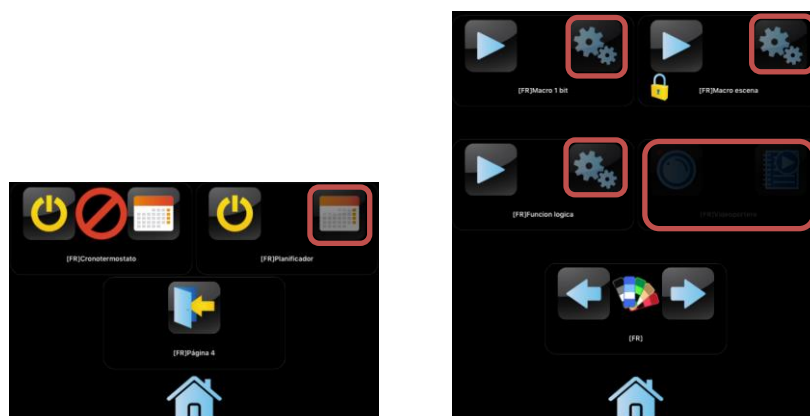 [FR]Cronotermostato
[FR]Planificador
[FR]Página 4
[FR]Macro 1 bit
[FR]Macro escena
[FR]Funcion logica
[FR]